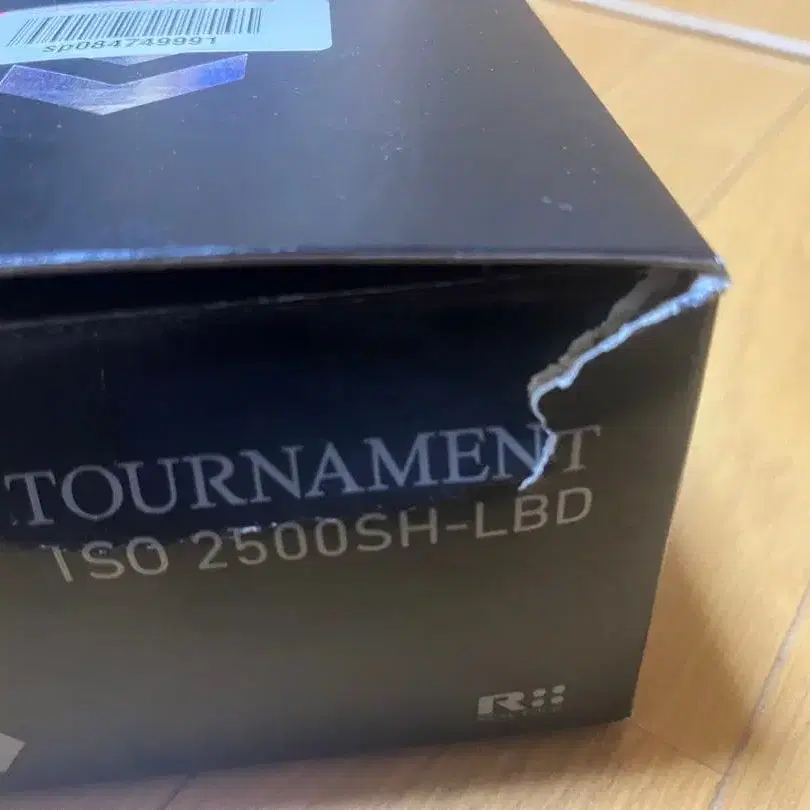 sp084749991
TOURNAMENT
ISO 2500SH-LBD
R